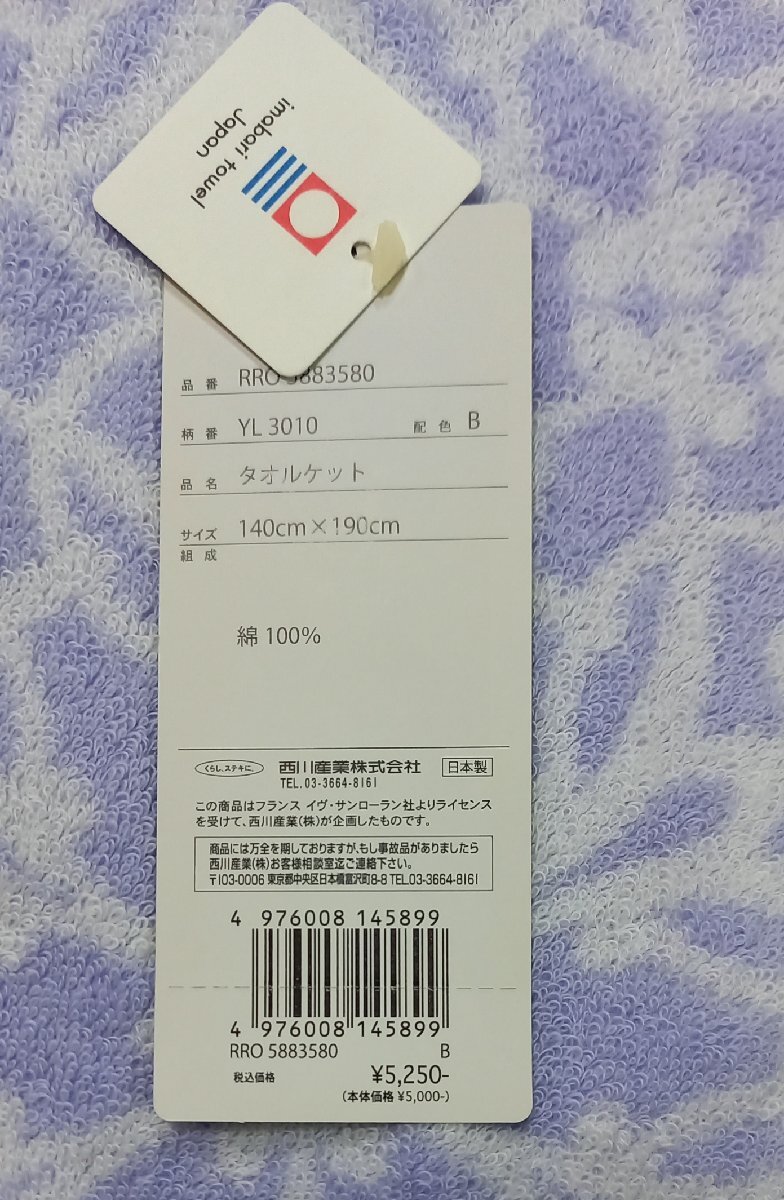 imabari towel
Japan
品番 RRO 5883580
柄番 YL 3010 配色 B
品名 タオルケット
サイズ 140cm×190cm
組成
綿 100%
くらし、ステキに。 西川産業株式会社 日本製
TEL.03-3664-8161
この商品はフランス イヴ・サンローラン社よりライセンス
を受けて、西川産業(株)が企画したものです。
商品には万全を期しておりますが、もし事故品がありましたら
西川産業(株)お客様相談室迄ご連絡下さい。
〒103-0006 東京都中央区日本橋富沢町8-8 TEL.03-3664-8161
4 976008 145899
4 976008 145899
RRO 5883580 B
税込価格 ¥5,250-
(本体価格 ¥5,000-)